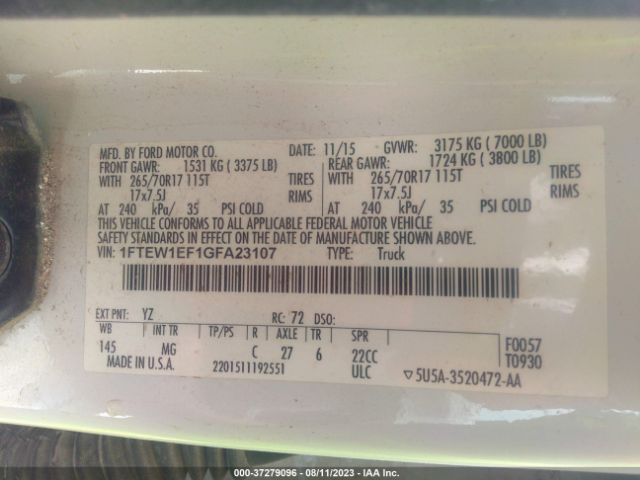 MFD. BY FORD MOTOR CO.
DATE: 11/15 GVWR: 3175 KG ( 7000 LB)
FRONT GAWR: 1531 KG ( 3375 LB)
REAR GAWR: 1724 KG ( 3800 LB)
WITH 265/70R17 115T TIRES
WITH 265/70R17 115T TIRES
17x7.5J RIMS
17x7.5J RIMS
AT 240 kPa/ 35 PSI COLD
AT 240 kPa/ 35 PSI COLD
THIS VEHICLE CONFORMS TO ALL APPLICABLE FEDERAL MOTOR VEHICLE
SAFETY STANDARDS IN EFFECT ON THE DATE OF MANUFACTURE SHOWN ABOVE.
VIN: 1FTEW1EF1GFA23107 TYPE: Truck
EXT PNT: YZ RC: 72 DSO:
WB INT TR TP/PS R AXLE TR SPR
145 MG C 27 6 22CC
F0057
T0930
MADE IN U.S.A. 2201511192551 ULC ▽5U5A-3520472-AA
000-37279096 - 08/11/2023 - IAA Inc.